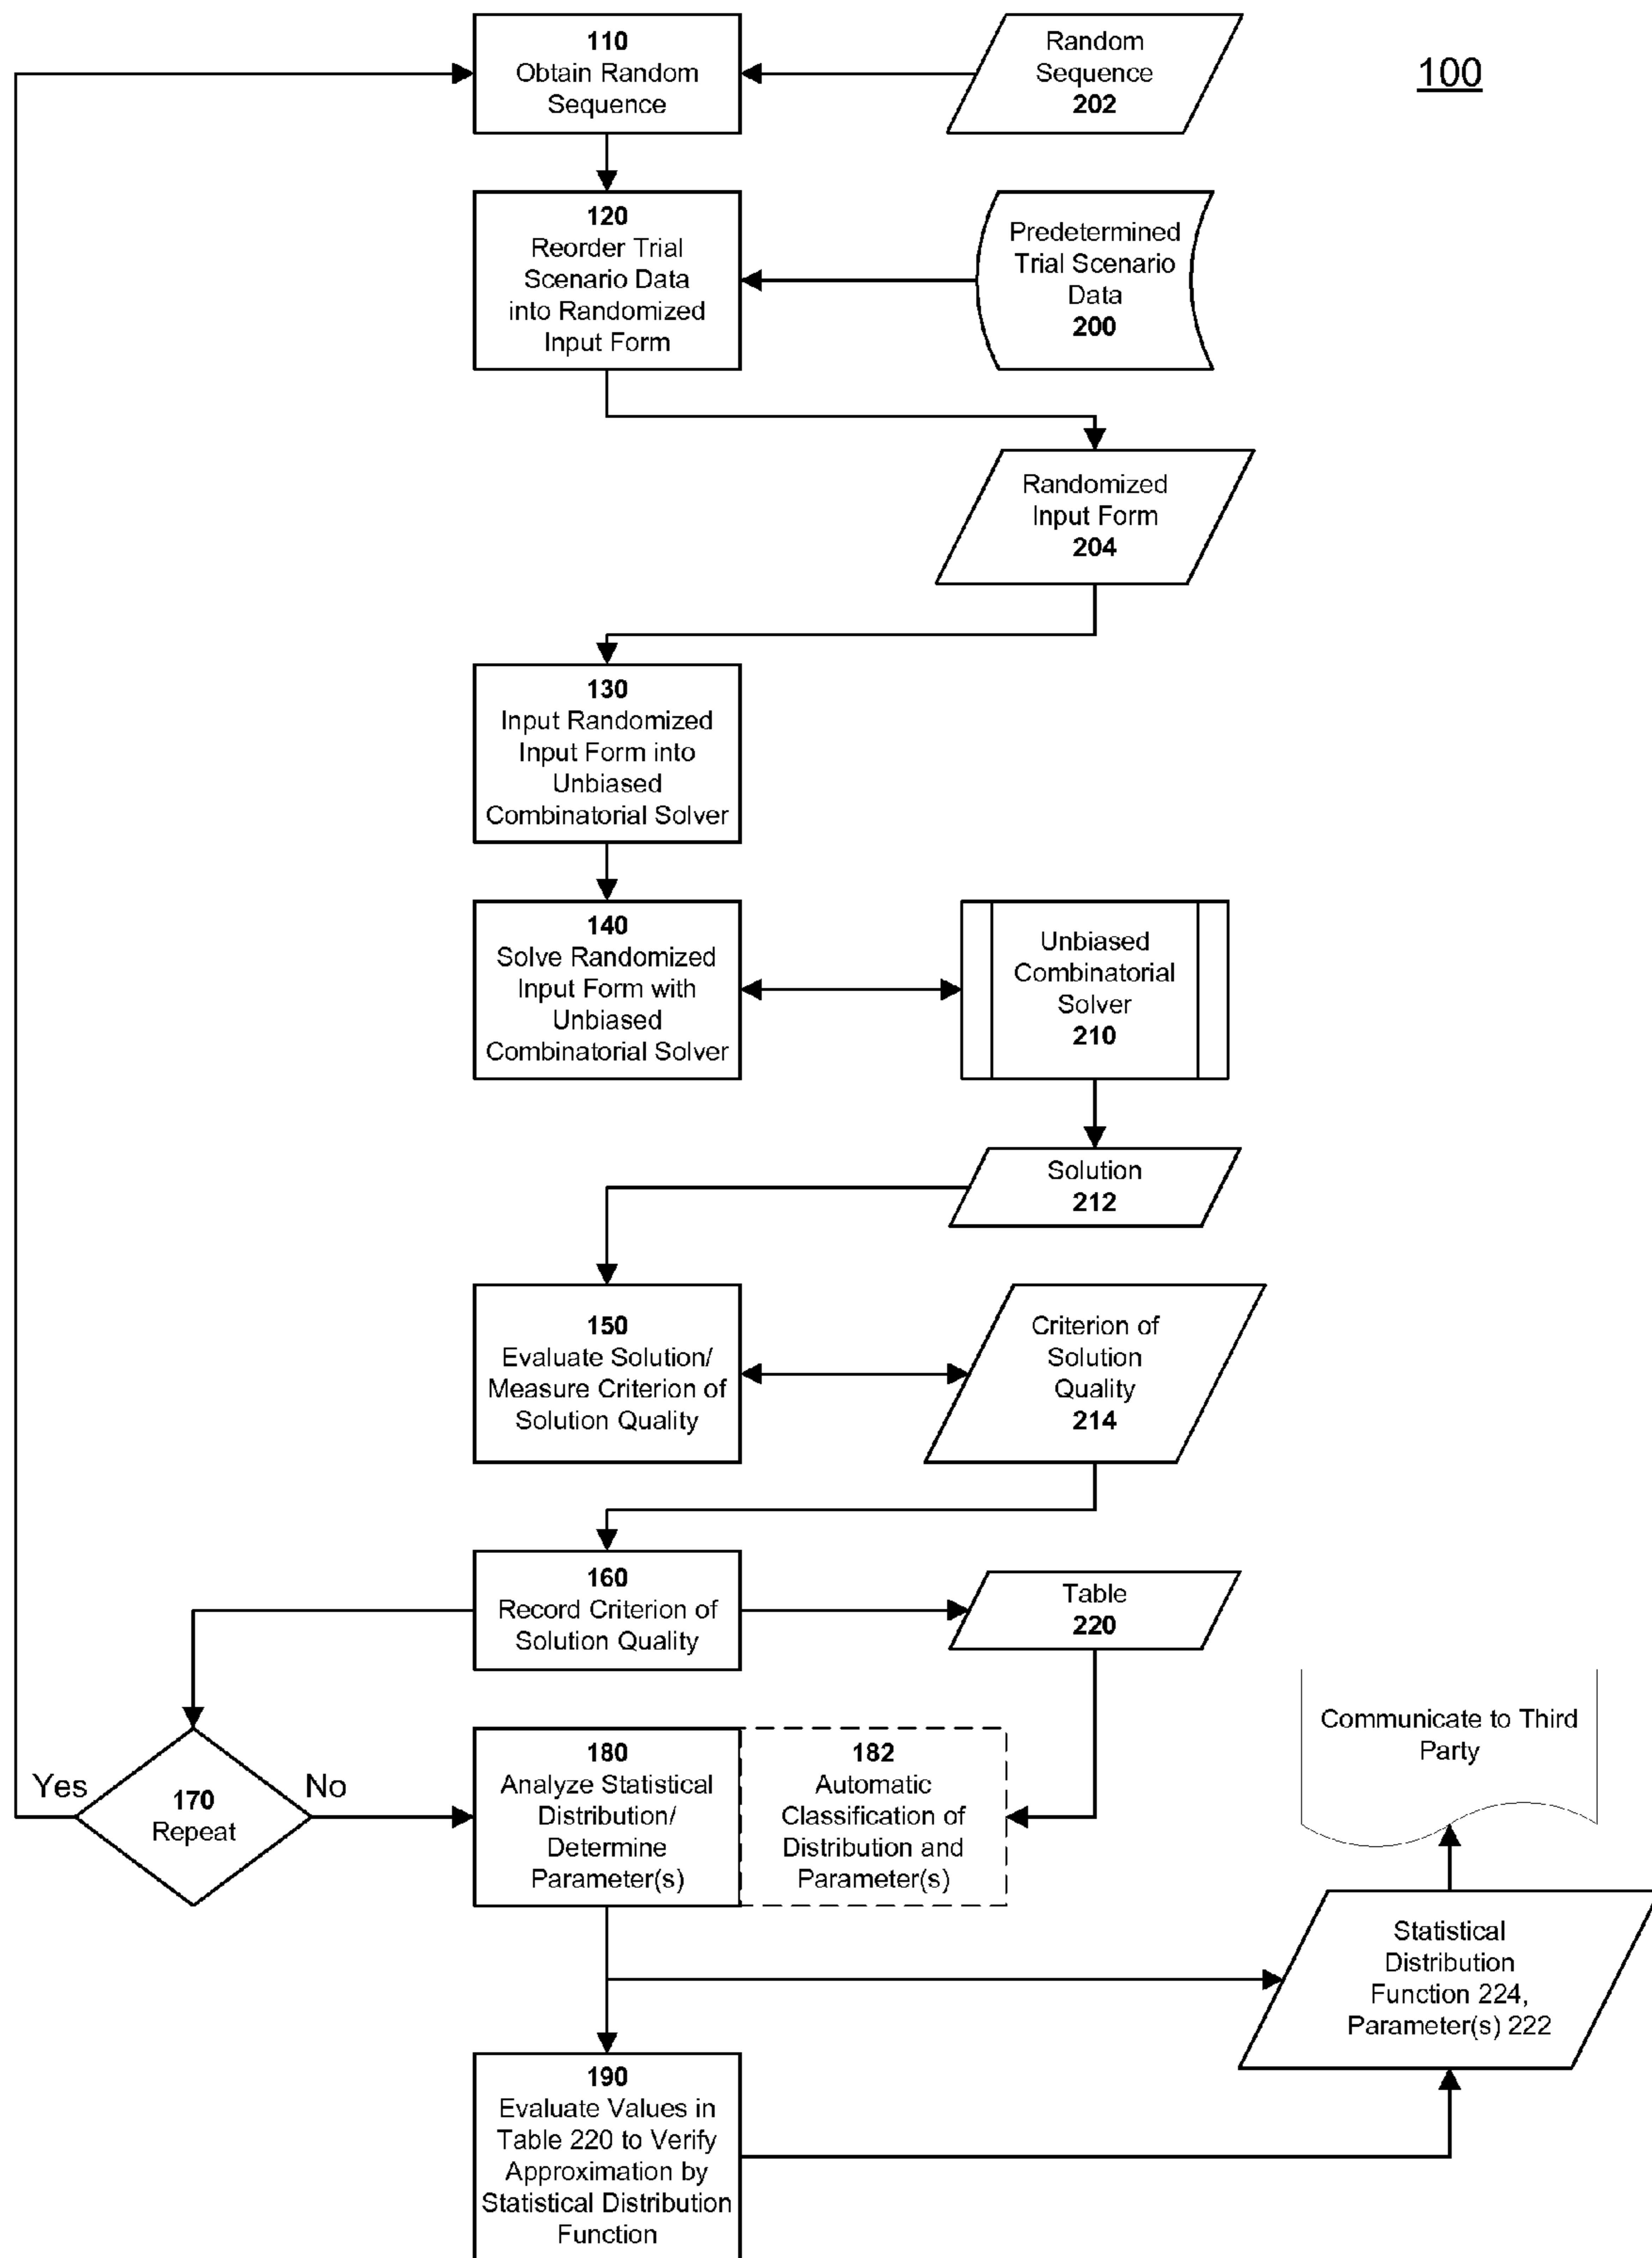 110
Obtain Random
Sequence
Random
Sequence
202
100
120
Reorder Trial
Scenario Data
into Randomized
Input Form
Predetermined
Trial Scenario
Data
200
Randomized
Input Form
204
130
Input Randomized
Input Form into
Unbiased
Combinatorial Solver
140
Solve Randomized
Input Form with
Unbiased
Combinatorial Solver
Unbiased
Combinatorial
Solver
210
Solution
212
150
Evaluate Solution/
Measure Criterion of
Solution Quality
Criterion of
Solution
Quality
214
160
Record Criterion of
Solution Quality
Table
220
Communicate to Third
Party
Yes
170
Repeat
No
180
Analyze Statistical
Distribution/
Determine
Parameter(s)
182
Automatic
Classification of
Distribution and
Parameter(s)
Statistical
Distribution
Function 224,
Parameter(s) 222
190
Evaluate Values in
Table 220 to Verify
Approximation by
Statistical Distribution
Function